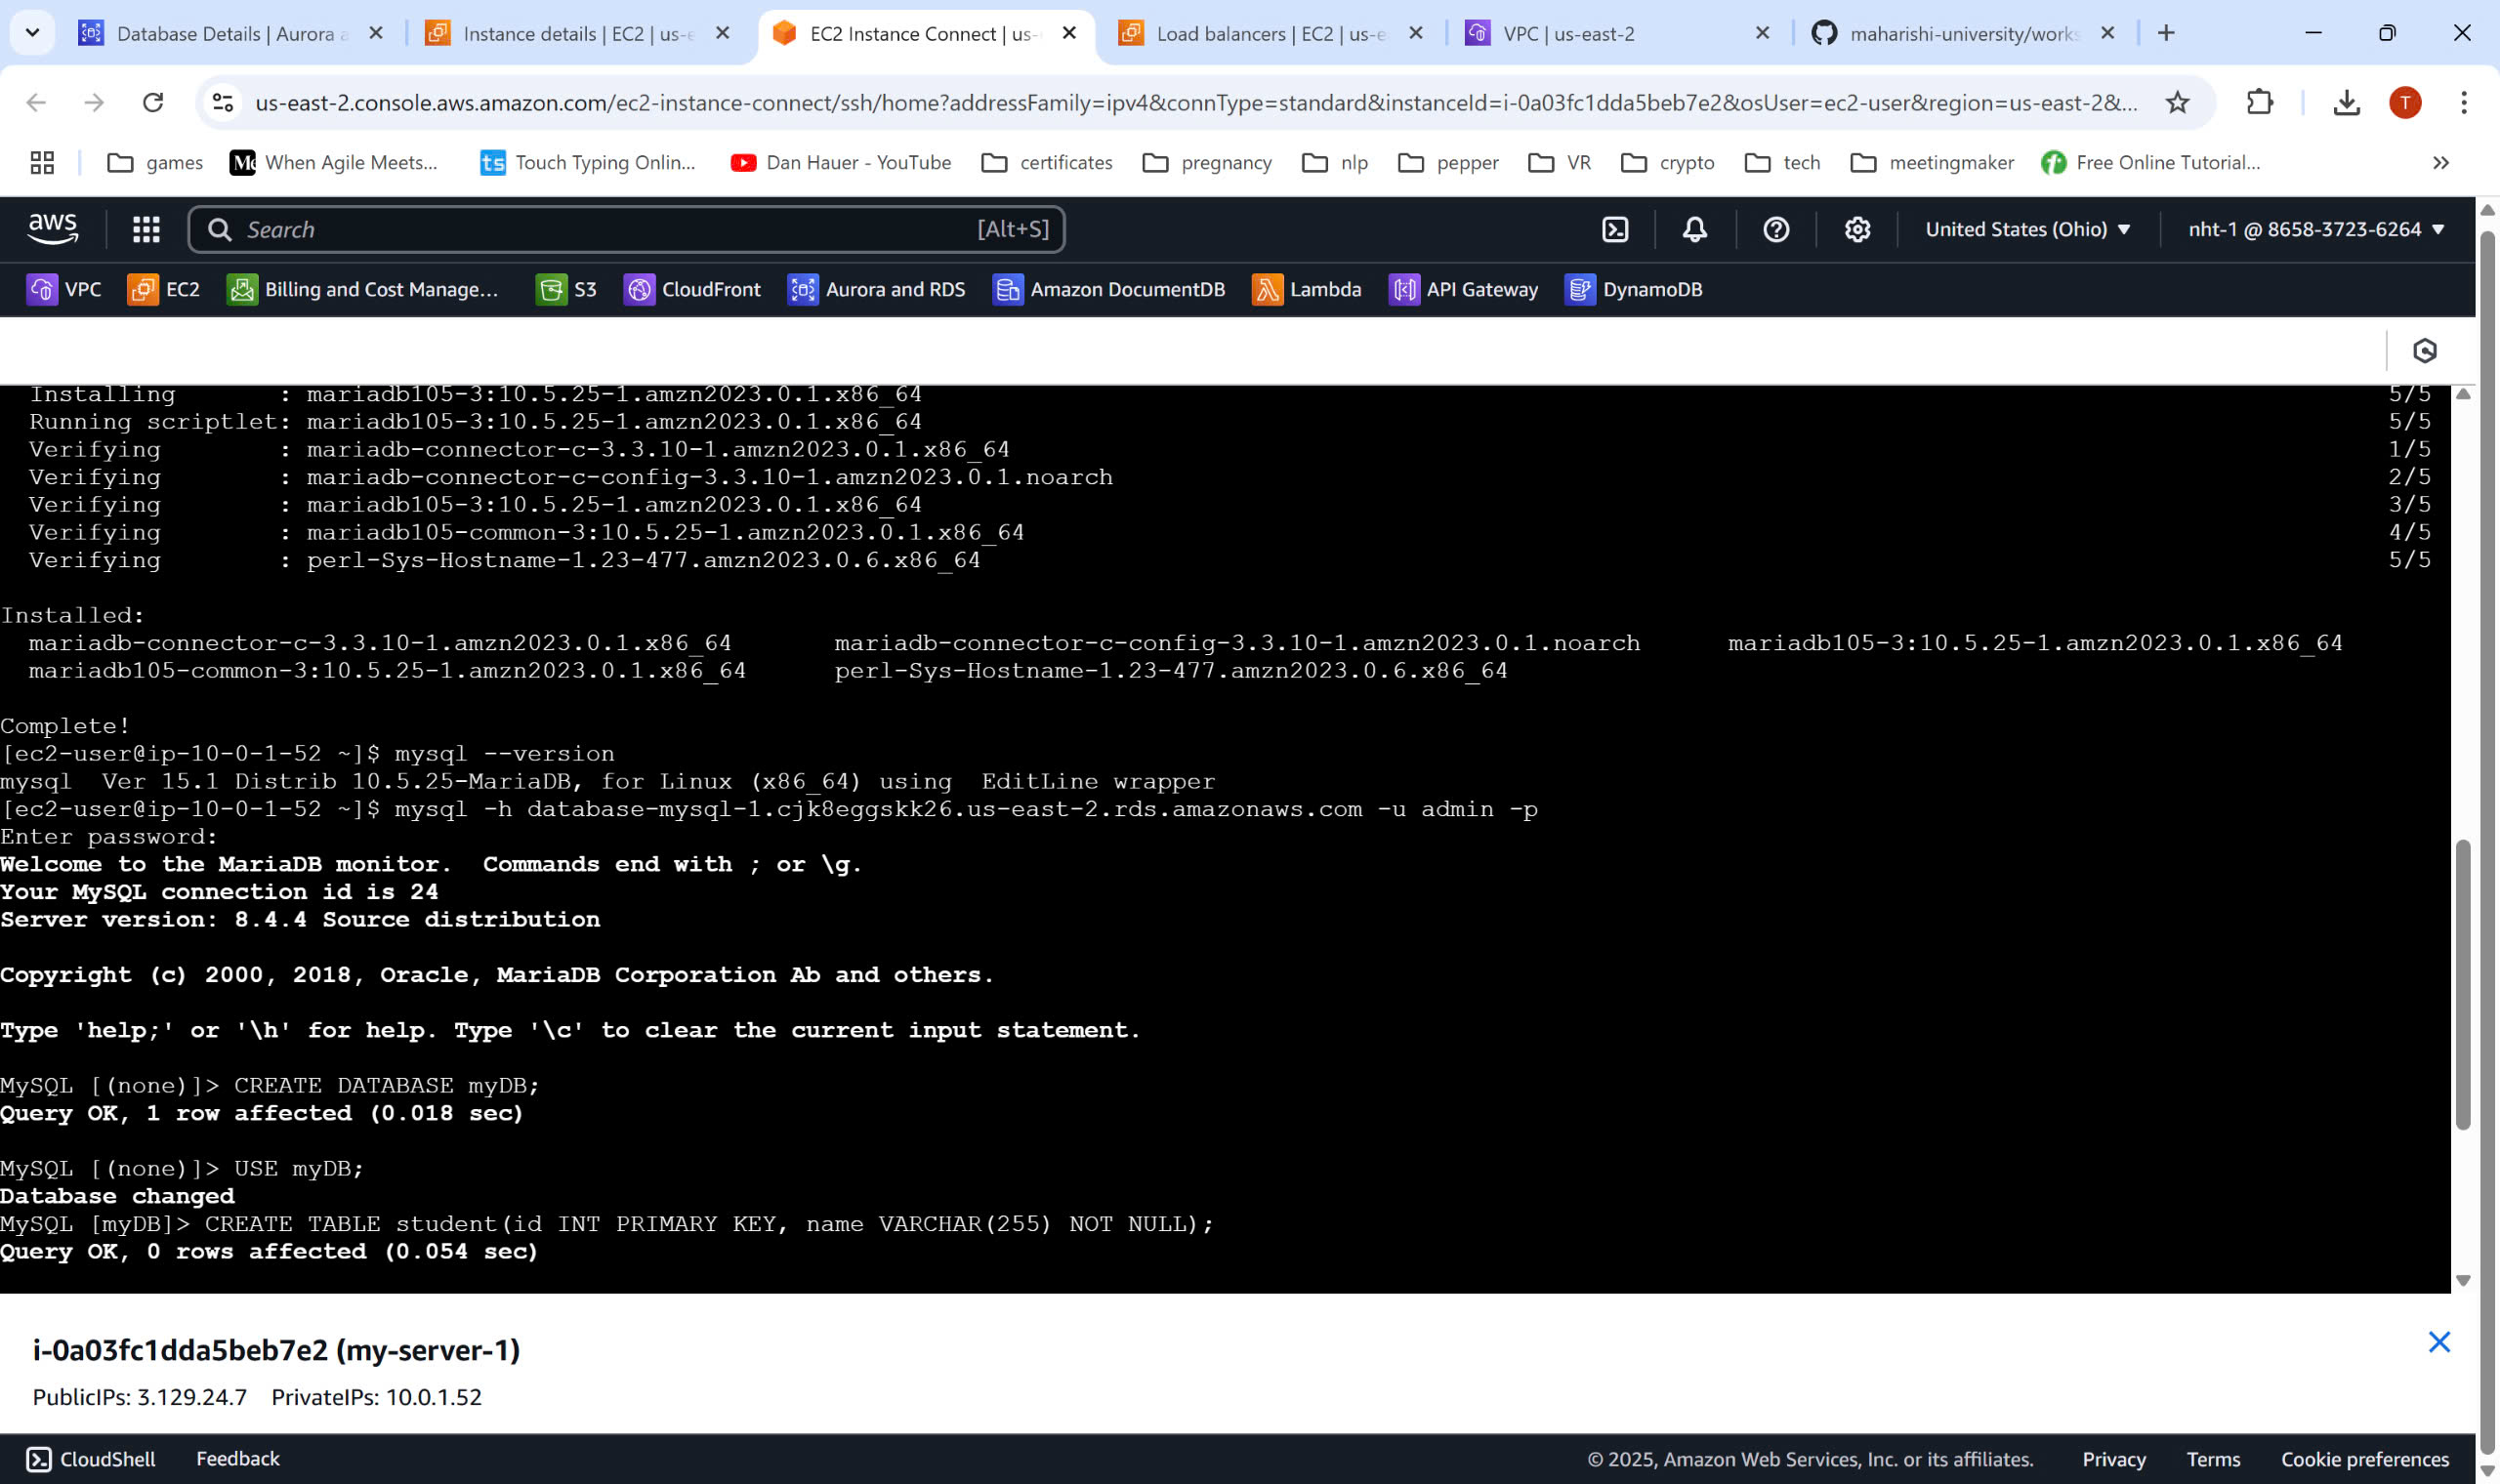 Database Details | Aurora a
Instance details | EC2 | us-e
EC2 Instance Connect | us-
Load balancers | EC2 | us-e
VPC | us-east-2
maharishi-university/works
us-east-2.console.aws.amazon.com/ec2-instance-connect/ssh/home?addressFamily=ipv4&connType=standard&instanceId=i-0a03fc1dda5beb7e2&osUser=ec2-user&region=us-east-2&...
T
games
When Agile Meets...
Touch Typing Onlin...
Dan Hauer - YouTube
certificates
pregnancy
nlp
pepper
VR
crypto
tech
meetingmaker
Free Online Tutorial...
aws
Search
[Alt+S]
United States (Ohio)
nht-1 @ 8658-3723-6264
VPC
EC2
Billing and Cost Manage...
S3
CloudFront
Aurora and RDS
Amazon DocumentDB
Lambda
API Gateway
DynamoDB
Installing : mariadb105-3:10.5.25-1.amzn2023.0.1.x86_64 5/5
Running scriptlet: mariadb105-3:10.5.25-1.amzn2023.0.1.x86_64 5/5
Verifying : mariadb-connector-c-3.3.10-1.amzn2023.0.1.x86_64 1/5
Verifying : mariadb-connector-c-config-3.3.10-1.amzn2023.0.1.noarch 2/5
Verifying : mariadb105-3:10.5.25-1.amzn2023.0.1.x86_64 3/5
Verifying : mariadb105-common-3:10.5.25-1.amzn2023.0.1.x86_64 4/5
Verifying : perl-Sys-Hostname-1.23-477.amzn2023.0.6.x86_64 5/5
Installed:
mariadb-connector-c-3.3.10-1.amzn2023.0.1.x86_64 mariadb-connector-c-config-3.3.10-1.amzn2023.0.1.noarch mariadb105-3:10.5.25-1.amzn2023.0.1.x86_64
mariadb105-common-3:10.5.25-1.amzn2023.0.1.x86_64 perl-Sys-Hostname-1.23-477.amzn2023.0.6.x86_64
Complete!
[ec2-user@ip-10-0-1-52 ~]$ mysql --version
mysql Ver 15.1 Distrib 10.5.25-MariaDB, for Linux (x86_64) using EditLine wrapper
[ec2-user@ip-10-0-1-52 ~]$ mysql -h database-mysql-1.cjk8eggskk26.us-east-2.rds.amazonaws.com -u admin -p
Enter password:
Welcome to the MariaDB monitor. Commands end with ; or \g.
Your MySQL connection id is 24
Server version: 8.4.4 Source distribution
Copyright (c) 2000, 2018, Oracle, MariaDB Corporation Ab and others.
Type 'help;' or '\h' for help. Type '\c' to clear the current input statement.
MySQL [(none)]> CREATE DATABASE myDB;
Query OK, 1 row affected (0.018 sec)
MySQL [(none)]> USE myDB;
Database changed
MySQL [myDB]> CREATE TABLE student(id INT PRIMARY KEY, name VARCHAR(255) NOT NULL);
Query OK, 0 rows affected (0.054 sec)
i-0a03fc1dda5beb7e2 (my-server-1)
PublicIPs: 3.129.24.7 PrivateIPs: 10.0.1.52
CloudShell
Feedback
© 2025, Amazon Web Services, Inc. or its affiliates.
Privacy
Terms
Cookie preferences